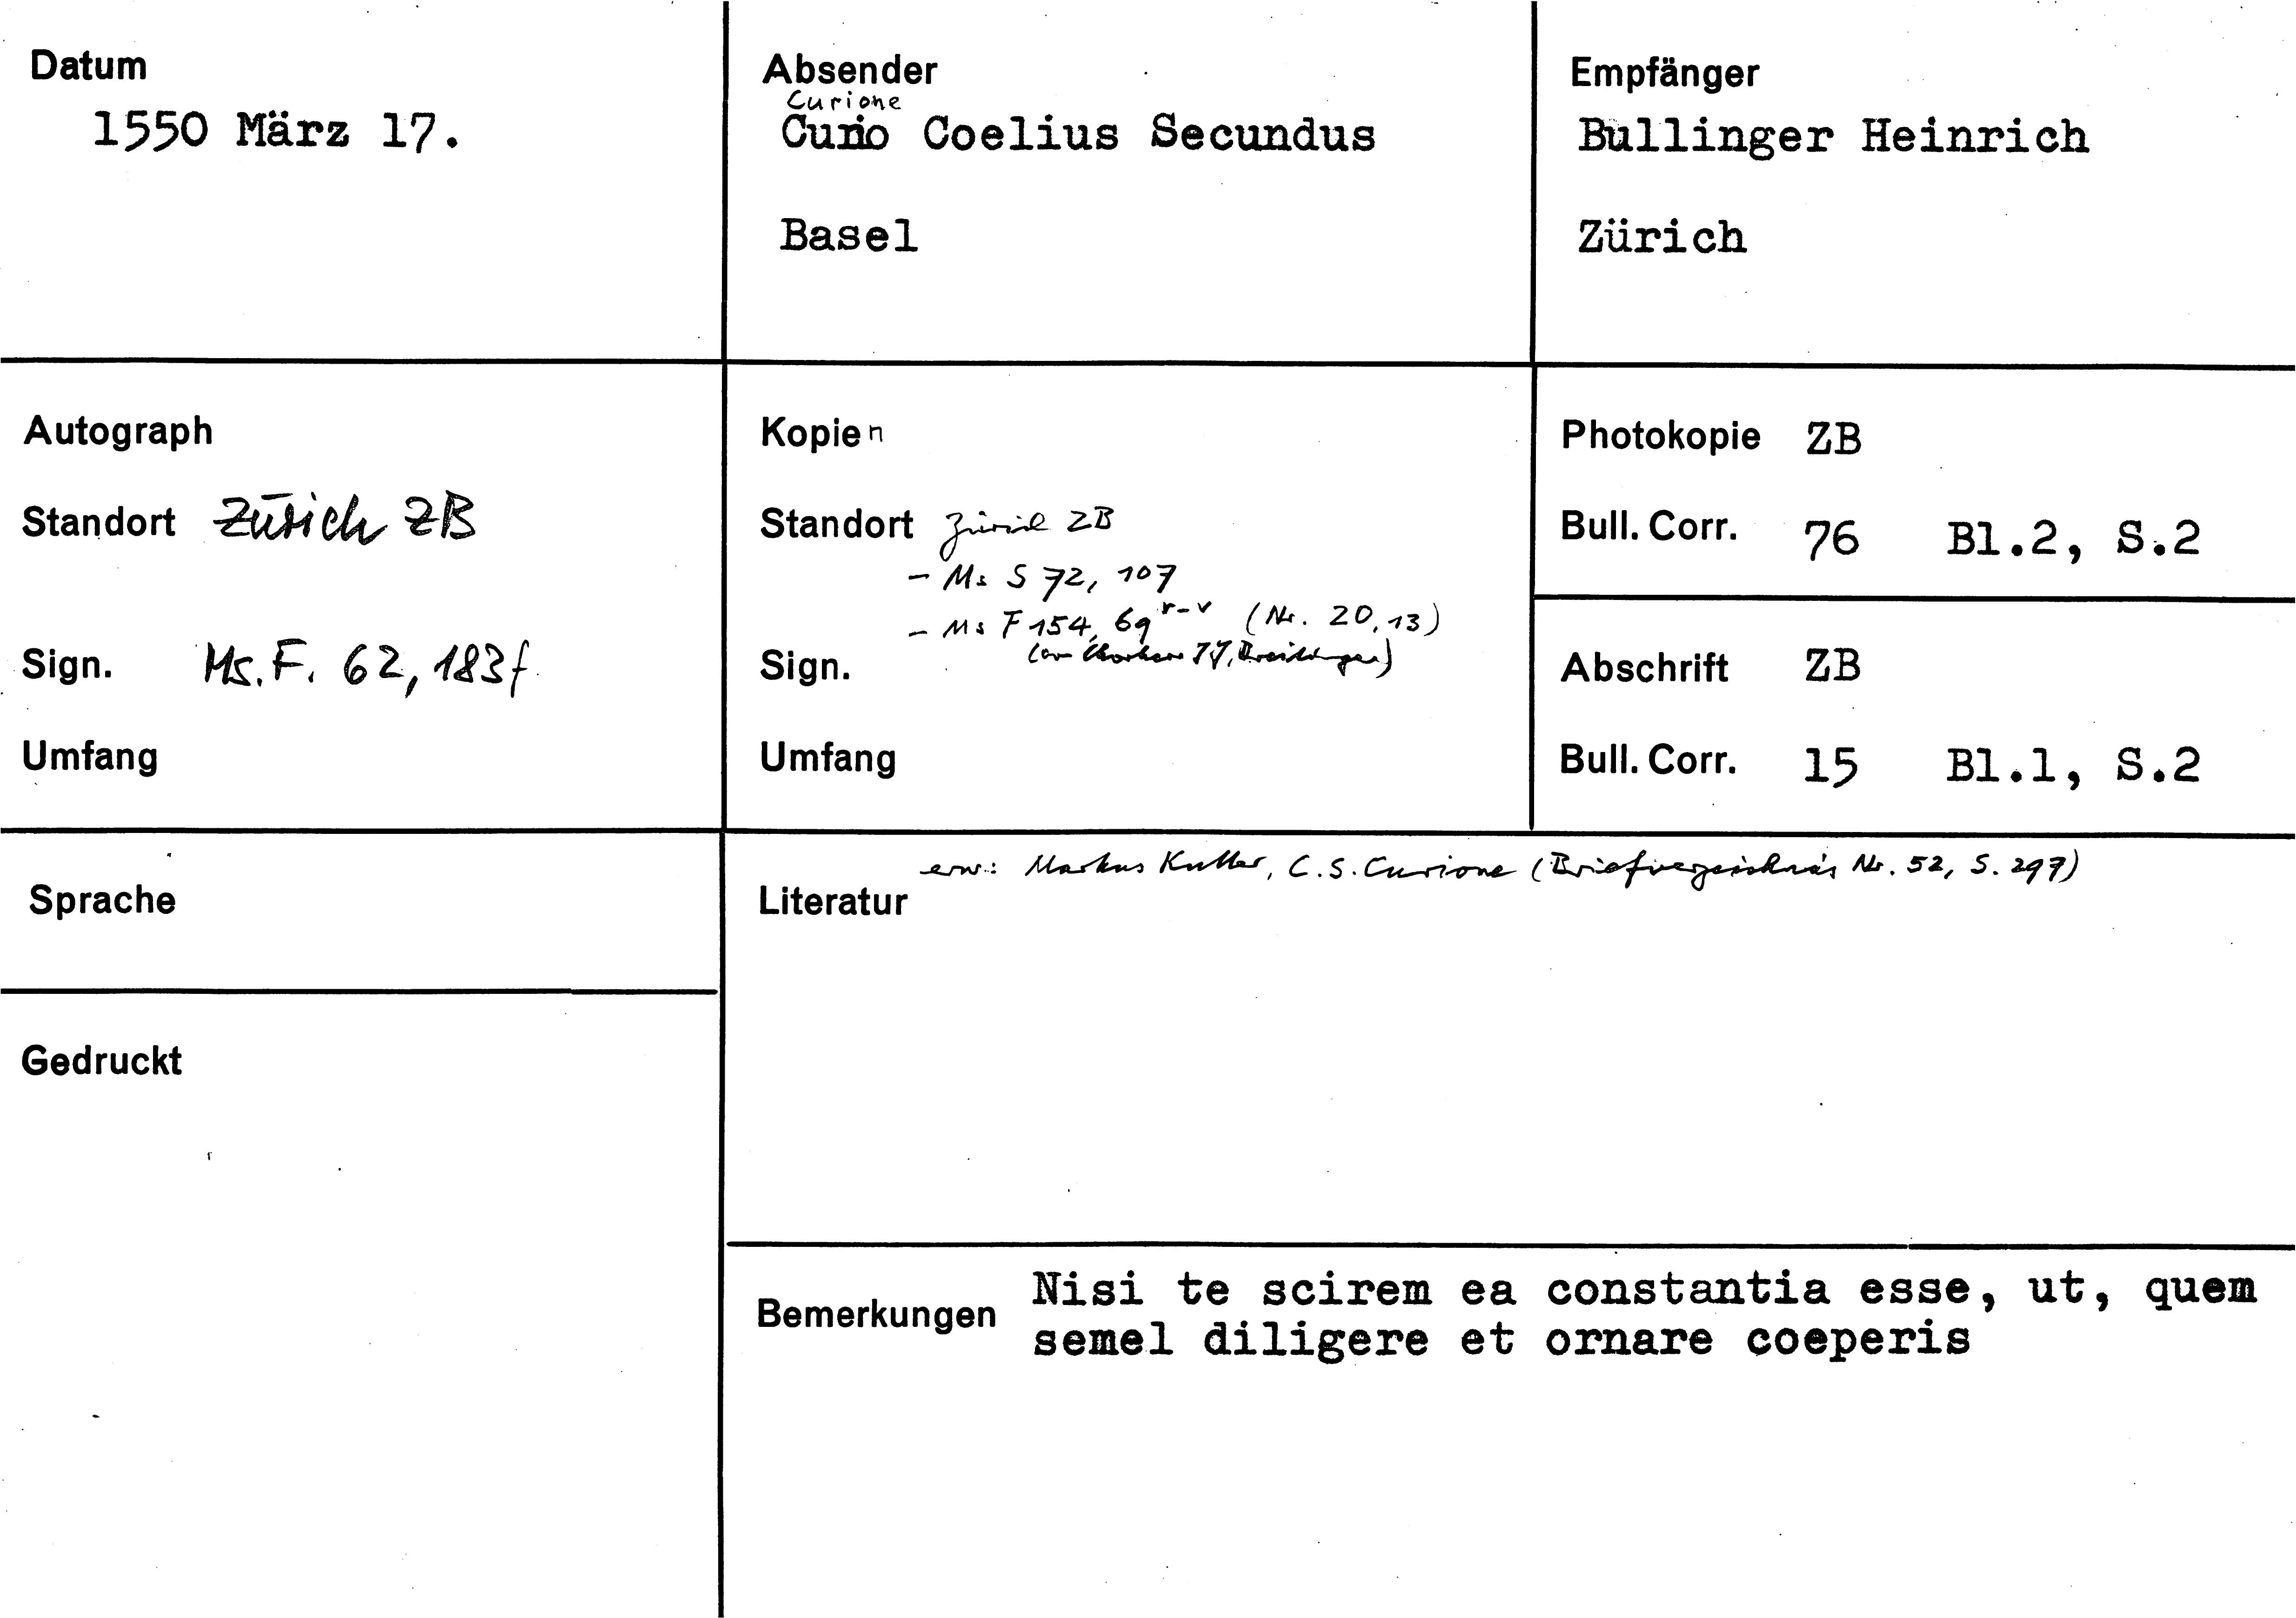 Datum
1550 März 17.
Absender
Curione
Curio Coelius Secundus
Basel
Empfänger
Bullinger Heinrich
Zürich
Autograph
Standort Zürich ZB
Sign. Ms. F. 62, 183f
Umfang
Kopien
Standort Zürich ZB
- Ms S 72, 107
- Ms F 154, 69 r-v (Nr. 20, 13)
Sign.
Umfang
Photokopie ZB
Bull. Corr. 76 Bl.2, S.2
Abschrift ZB
Bull. Corr. 15 Bl.1, S.2
Sprache
Gedruckt
Literatur erw.: Markus Kutter, C.S. Curione (Briefverzeichnis Nr. 52, S. 297)
Bemerkungen Nisi te scirem ea constantia esse, ut, quem
semel diligere et ornare coeperis